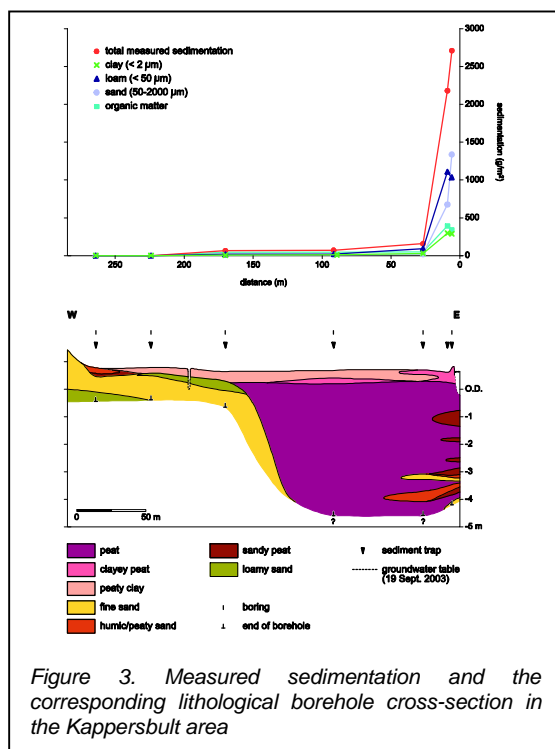 total measured sedimentation
clay (< 2 µm)
loam (< 50 µm)
sand (50-2000 µm)
organic matter
3000
2500
2000
1500
1000
500
0
sedimentation (g/m²)
250
200
150
100
50
0
distance (m)
W
E
O.D.
-1
-2
-3
-4
-5 m
0
50 m
?
?
peat
clayey peat
peaty clay
fine sand
humic/peaty sand
sandy peat
loamy sand
boring
end of borehole
sediment trap
groundwater table
(19 Sept. 2003)
Figure 3. Measured sedimentation and the
corresponding lithological borehole cross-section in
the Kappersbult area